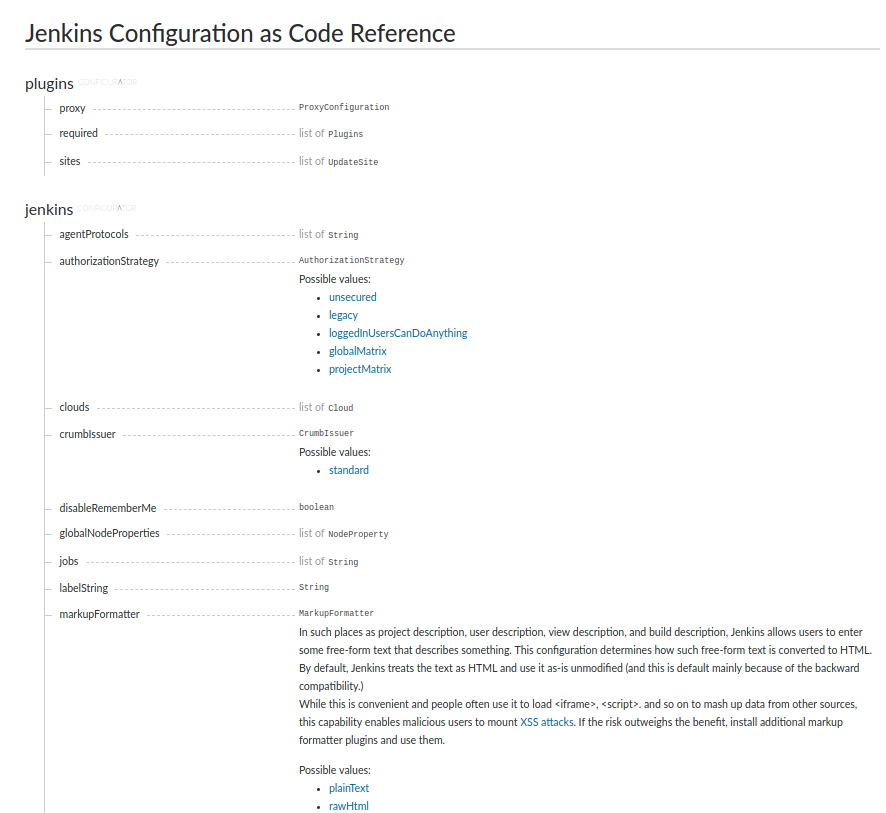 Jenkins Configuration as Code Reference
plugins CONFIGURATOR
proxy ProxyConfiguration
required list of Plugins
sites list of UpdateSite
jenkins CONFIGURATOR
agentProtocols list of String
authorizationStrategy AuthorizationStrategy
Possible values:
• unsecured
• legacy
• loggedInUsersCanDoAnything
• globalMatrix
• projectMatrix
clouds list of Cloud
crumbIssuer CrumbIssuer
Possible values:
• standard
disableRememberMe boolean
globalNodeProperties list of NodeProperty
jobs list of String
labelString String
markupFormatter MarkupFormatter
In such places as project description, user description, view description, and build description, Jenkins allows users to enter
some free-form text that describes something. This configuration determines how such free-form text is converted to HTML.
By default, Jenkins treats the text as HTML and use it as-is unmodified (and this is default mainly because of the backward
compatibility.)
While this is convenient and people often use it to load <iframe>, <script>. and so on to mash up data from other sources,
this capability enables malicious users to mount XSS attacks. If the risk outweighs the benefit, install additional markup
formatter plugins and use them.
Possible values:
• plainText
• rawHtml